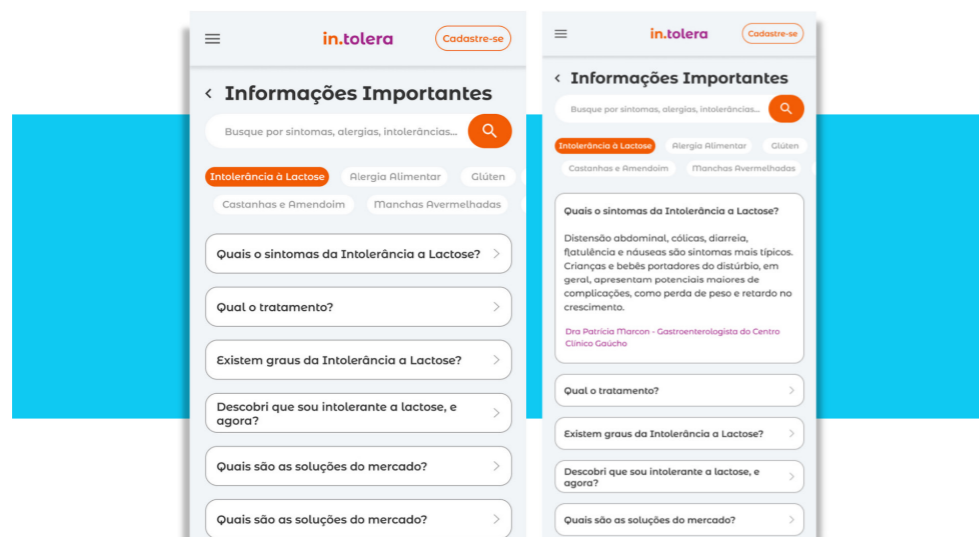 in.tolera
Cadastre-se
Informações Importantes
Busque por sintomas, alergias, intolerâncias...
Intolerância à Lactose
Alergia Alimentar
Glúten
Castanhas e Amendoim
Manchas Avermelhadas
Quais o sintomas da Intolerância a Lactose?
Qual o tratamento?
Existem graus da Intolerância a Lactose?
Descobri que sou intolerante a lactose, e
agora?
Quais são as soluções do mercado?
Quais são as soluções do mercado?
in.tolera
Cadastre-se
Informações Importantes
Busque por sintomas, alergias, intolerâncias...
Intolerância à Lactose
Alergia Alimentar
Glúten
Castanhas e Amendoim
Manchas Avermelhadas
Quais o sintomas da Intolerância a Lactose?
Distensão abdominal, cólicas, diarreia,
flatulência e náuseas são sintomas mais típicos.
Crianças e bebês portadores do distúrbio, em
geral, apresentam potenciais maiores de
complicações, como perda de peso e retardo no
crescimento.
Dra Patrícia Marcon - Gastroenterologista do Centro
Clínico Gaúcho
Qual o tratamento?
Existem graus da Intolerância a Lactose?
Descobri que sou intolerante a lactose, e
agora?
Quais são as soluções do mercado?